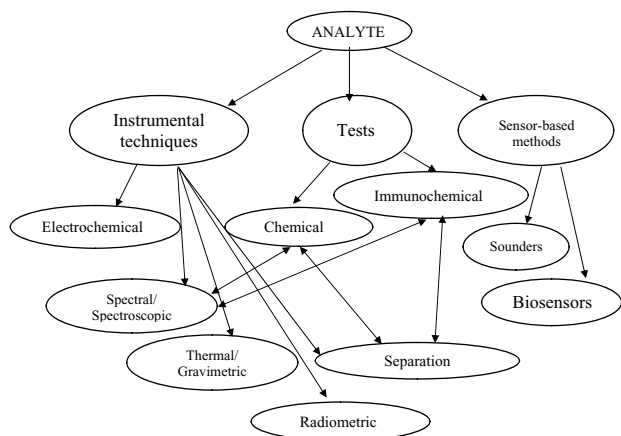 ANALYTE
Instrumental
techniques
Tests
Sensor-based
methods
Immunochemical
Electrochemical
Chemical
Sounders
Spectral/
Spectroscopic
Biosensors
Thermal/
Gravimetric
Separation
Radiometric